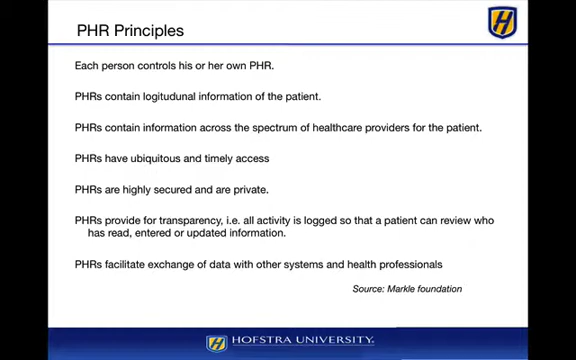 PHR Principles
Each person controls his or her own PHR.
PHRs contain logitudunal information of the patient.
PHRs contain information across the spectrum of healthcare providers for the patient.
PHRs have ubiquitous and timely access
PHRs are highly secured and are private.
PHRs provide for transparency, i.e. all activity is logged so that a patient can review who
has read, entered or updated information.
PHRs facilitate exchange of data with other systems and health professionals
Source: Markle foundation
HOFSTRA UNIVERSITY